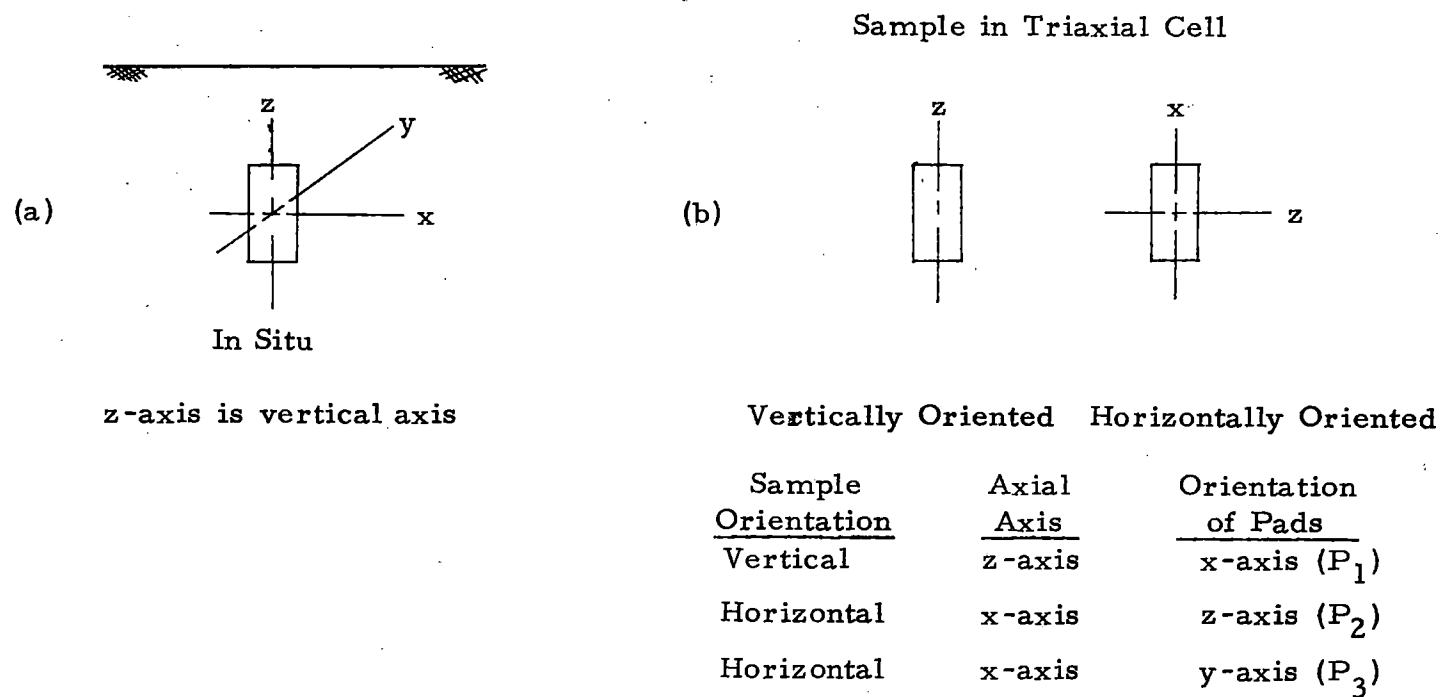 Sample in Triaxial Cell
(a)
z
y
x
In Situ
z-axis is vertical axis
(b)
z
x
z
Vertically Oriented Horizontally Oriented
Sample Axial Orientation
Orientation Axis of Pads
Vertical z-axis x-axis (P1)
Horizontal x-axis z-axis (P2)
Horizontal x-axis y-axis (P3)